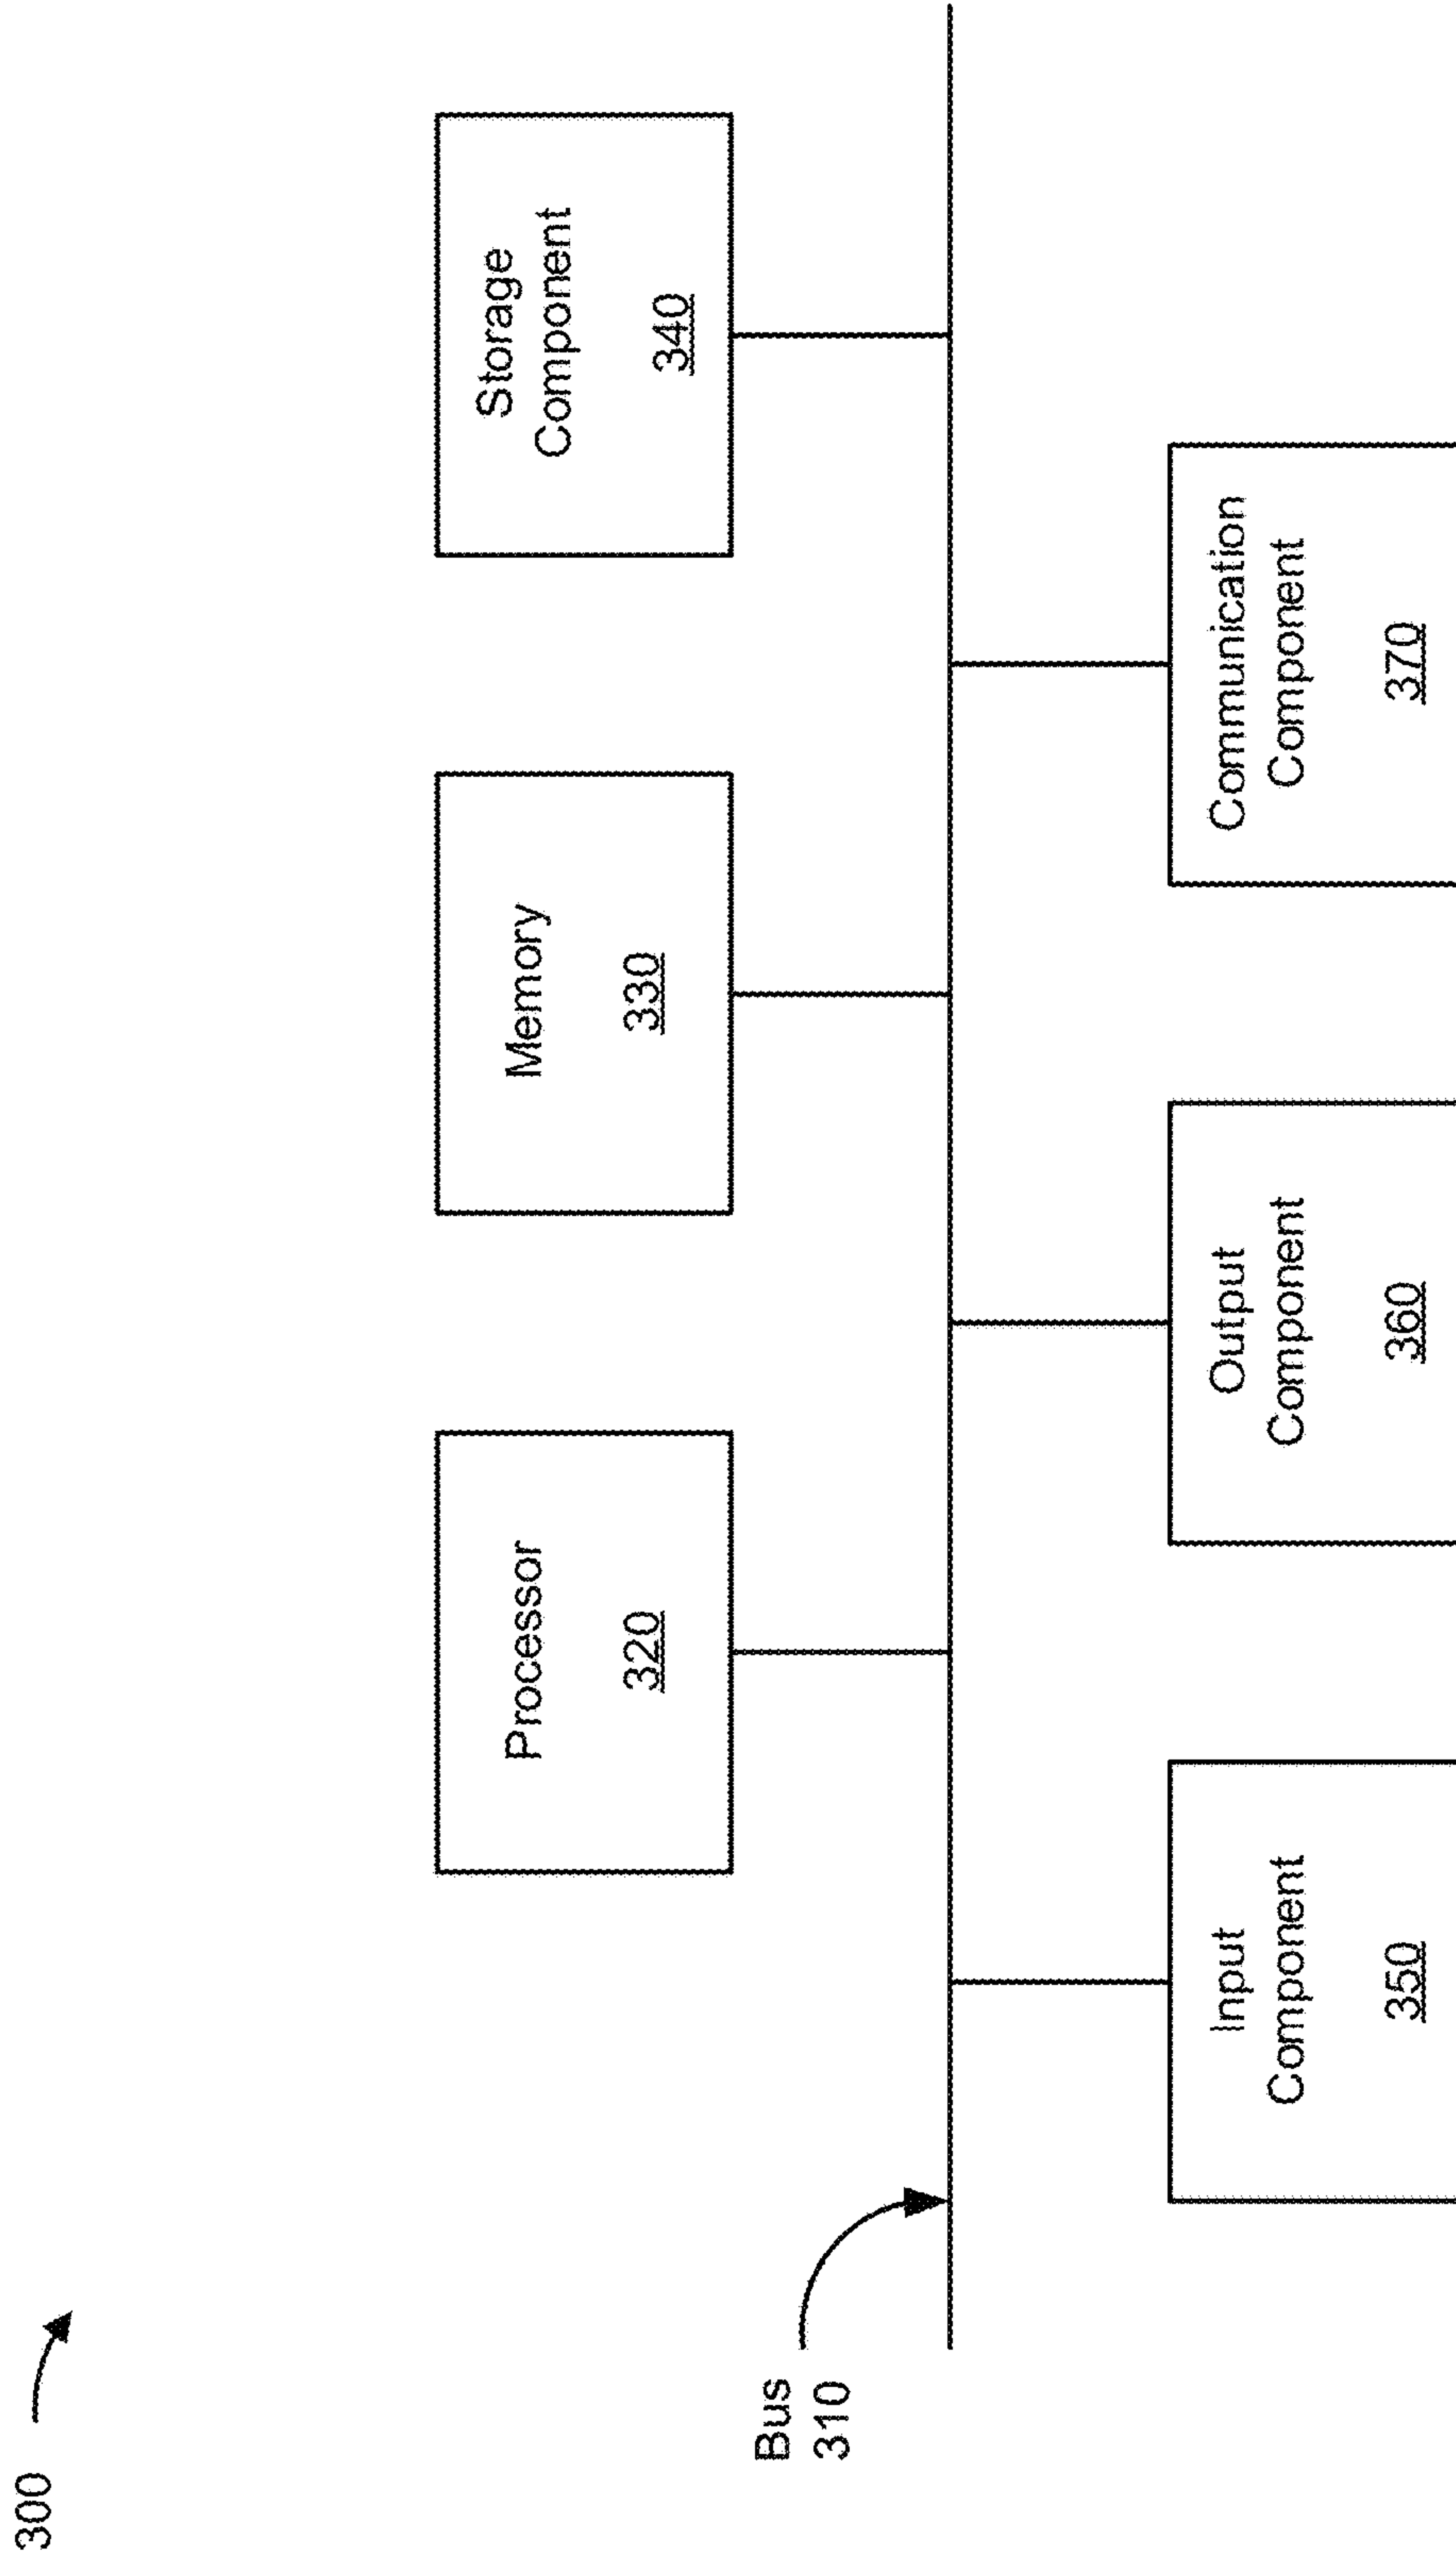 300
Processor
320
Memory
330
Storage
Component
340
Bus
310
Input
Component
350
Output
Component
360
Communication
Component
370